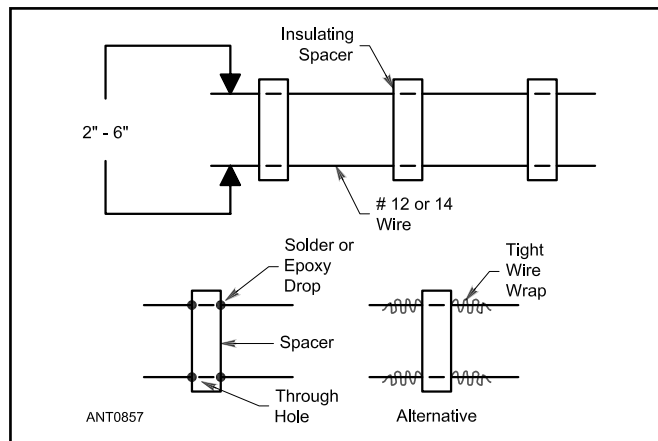 Insulating
Spacer
2" - 6"
# 12 or 14
Wire
Solder or
Epoxy
Drop
Tight
Wire
Wrap
Spacer
Through
Hole
ANT0857
Alternative